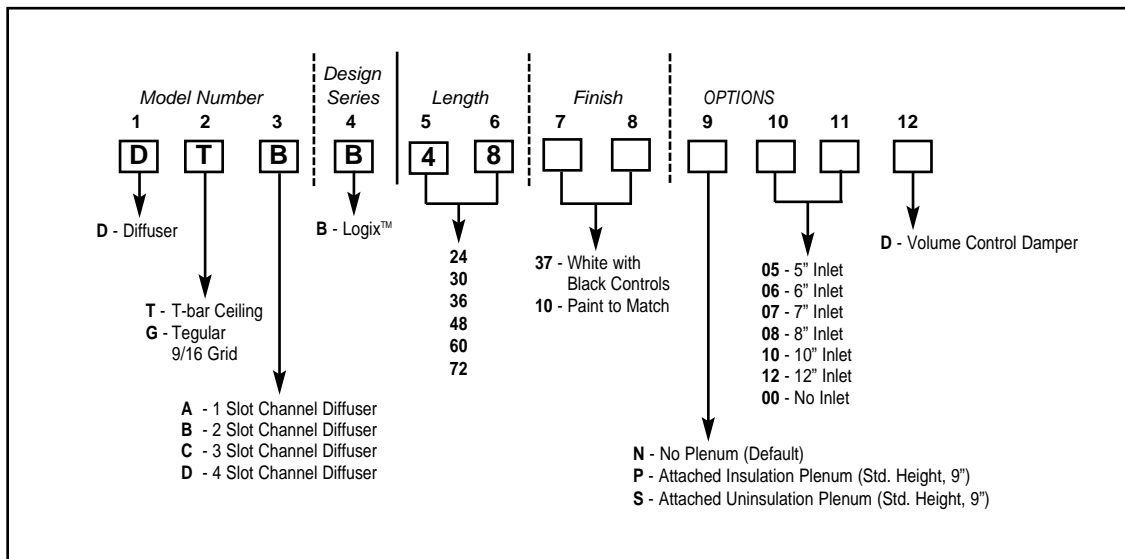 Design
Model Number Series Length Finish OPTIONS
1 2 3 4 5 6 7 8 9 10 11 12
D T B B 4 8
D - Diffuser
B - Logix™
D - Volume Control Damper
24
30
36
48
60
72
37 - White with
Black Controls
10 - Paint to Match
05 - 5” Inlet
06 - 6” Inlet
07 - 7” Inlet
08 - 8” Inlet
10 - 10” Inlet
12 - 12” Inlet
00 - No Inlet
T - T-bar Ceiling
G - Tegular
9/16 Grid
A - 1 Slot Channel Diffuser
B - 2 Slot Channel Diffuser
C - 3 Slot Channel Diffuser
D - 4 Slot Channel Diffuser
N - No Plenum (Default)
P - Attached Insulation Plenum (Std. Height, 9”)
S - Attached Uninsulation Plenum (Std. Height, 9”)